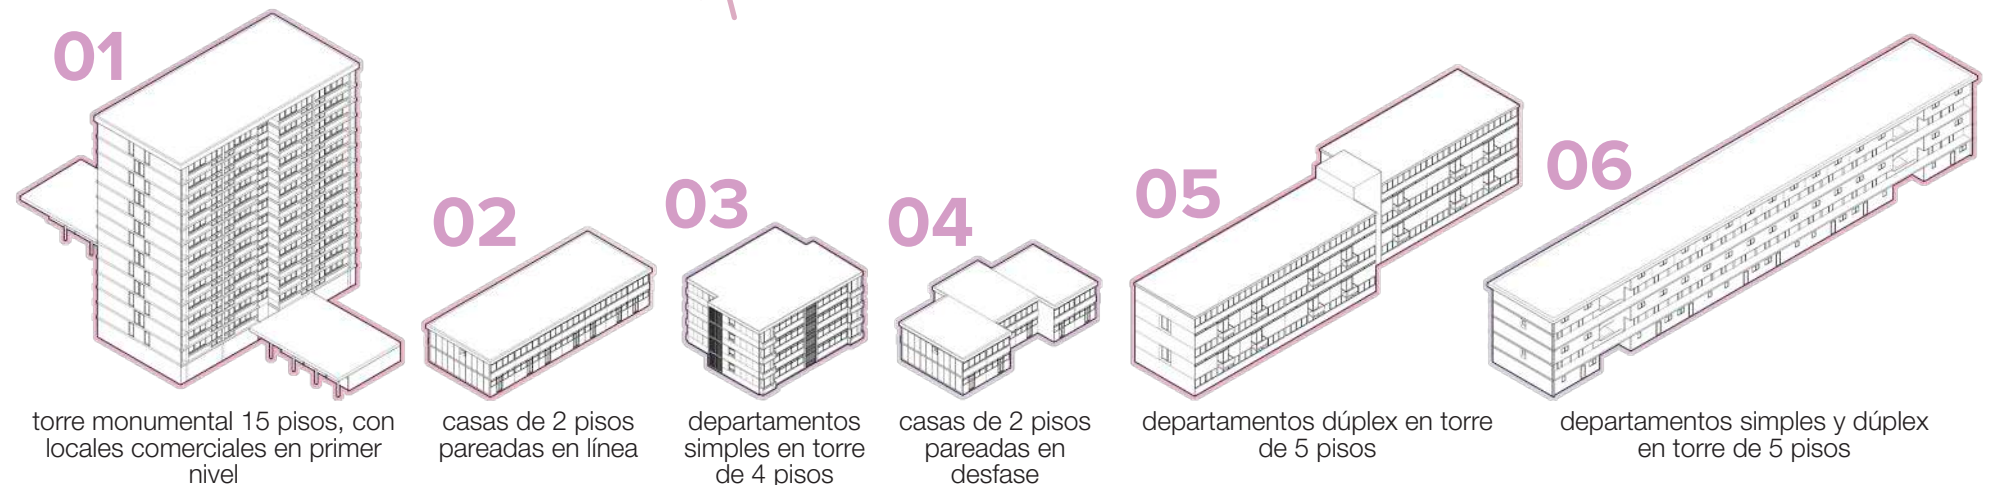 01
torre monumental 15 pisos, con
locales comerciales en primer
nivel
02
casas de 2 pisos
pareadas en línea
03
departamentos
simples en torre
de 4 pisos
04
casas de 2 pisos
pareadas en
desfase
05
departamentos dúplex en torre
de 5 pisos
06
departamentos simples y dúplex
en torre de 5 pisos